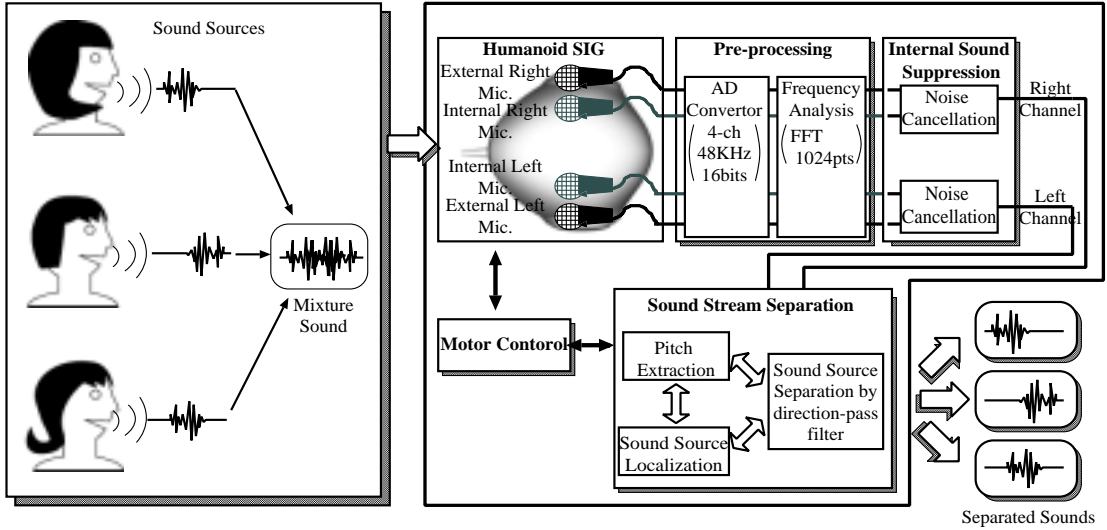 Sound Sources
Mixture
Sound
Humanoid SIG
External Right
Mic.
Internal Right
Mic.
Internal Left
Mic.
External Left
Mic.
Pre-processing
AD
Convertor
4-ch
48KHz
16bits
Frequency
Analysis
FFT
1024pts
Internal Sound
Suppression
Noise
Cancellation
Noise
Cancellation
Right
Channel
Left
Channel
Motor Contorol
Sound Stream Separation
Pitch
Extraction
Sound Source
Localization
Sound Source
Separation by
direction-pass
filter
Separated Sounds